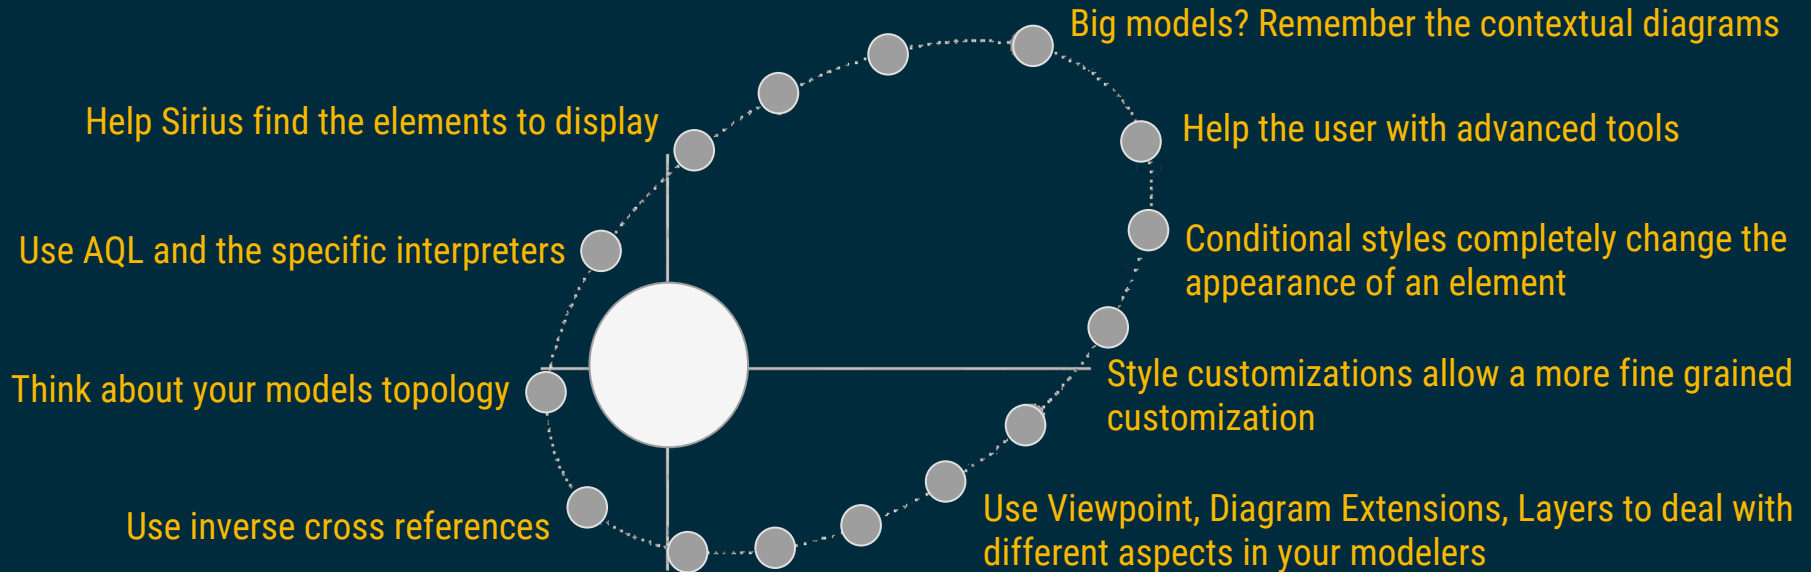 Big models? Remember the contextual diagrams
Help Sirius find the elements to display
Help the user with advanced tools
Use AQL and the specific interpreters
Conditional styles completely change the
appearance of an element
Think about your models topology
Style customizations allow a more fine grained
customization
Use inverse cross references
Use Viewpoint, Diagram Extensions, Layers to deal with
different aspects in your modelers